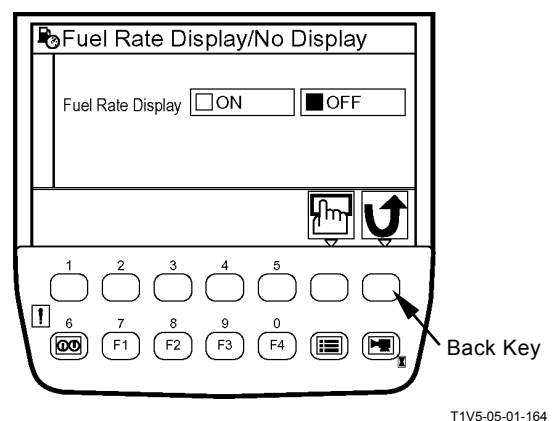 Fuel Rate Display/No Display
Fuel Rate Display ON OFF
1 2 3 4 5
6 7 8 9 0
F1 F2 F3 F4
Back Key
T1V5-05-01-164